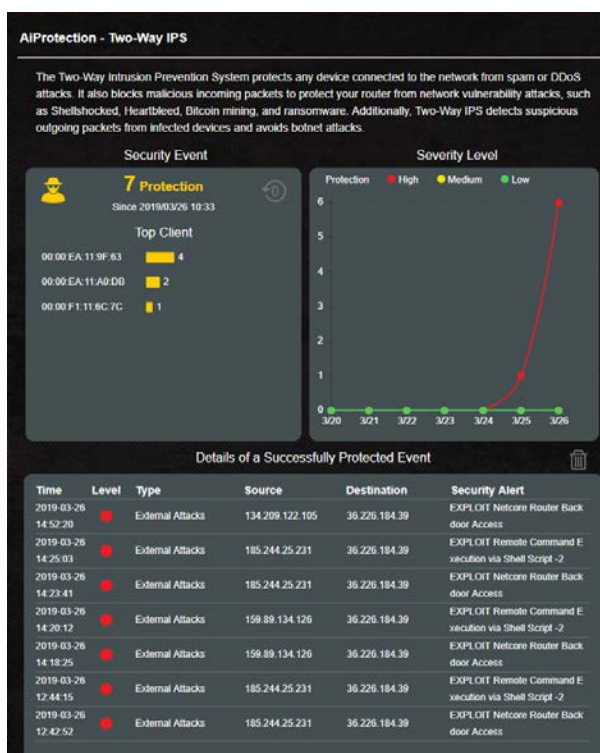 AiProtection - Two-Way IPS
The Two-Way Intrusion Prevention System protects any device connected to the network from spam or DDoS
attacks. It also blocks malicious incoming packets to protect your router from network vulnerability attacks, such
as Shellshocked, Heartbleed, Bitcoin mining, and ransomware. Additionally, Two-Way IPS detects suspicious
outgoing packets from infected devices and avoids botnet attacks.
Security Event
7 Protection
0
Since 2019/03/26 10:33
Top Client
00:00:EA:11:9F:63 4
00:00:EA:11:A0:DB 2
00:00:F1:11:6C:7C 1
Severity Level
Protection High Medium Low
6
5
4
3
2
1
0
3/20 3/21 3/22 3/23 3/24 3/25 3/26
Details of a Successfully Protected Event
Time Level Type Source Destination Security Alert
2019-03-26 EXPLOIT Netcore Router Back
14:52:20 External Attacks 134.209.122.105 36.226.184.39 door Access
2019-03-26 EXPLOIT Remote Command E
14:25:03 External Attacks 185.244.25.231 36.226.184.39 xecution via Shell Script -2
2019-03-26 EXPLOIT Netcore Router Back
14:23:41 External Attacks 185.244.25.231 36.226.184.39 door Access
2019-03-26 EXPLOIT Remote Command E
14:20:12 External Attacks 159.89.134.126 36.226.184.39 xecution via Shell Script -2
2019-03-26 EXPLOIT Netcore Router Back
14:18:25 External Attacks 159.89.134.126 36.226.184.39 door Access
2019-03-26 EXPLOIT Remote Command E
12:44:15 External Attacks 185.244.25.231 36.226.184.39 xecution via Shell Script -2
2019-03-26 EXPLOIT Netcore Router Back
12:42:52 External Attacks 185.244.25.231 36.226.184.39 door Access